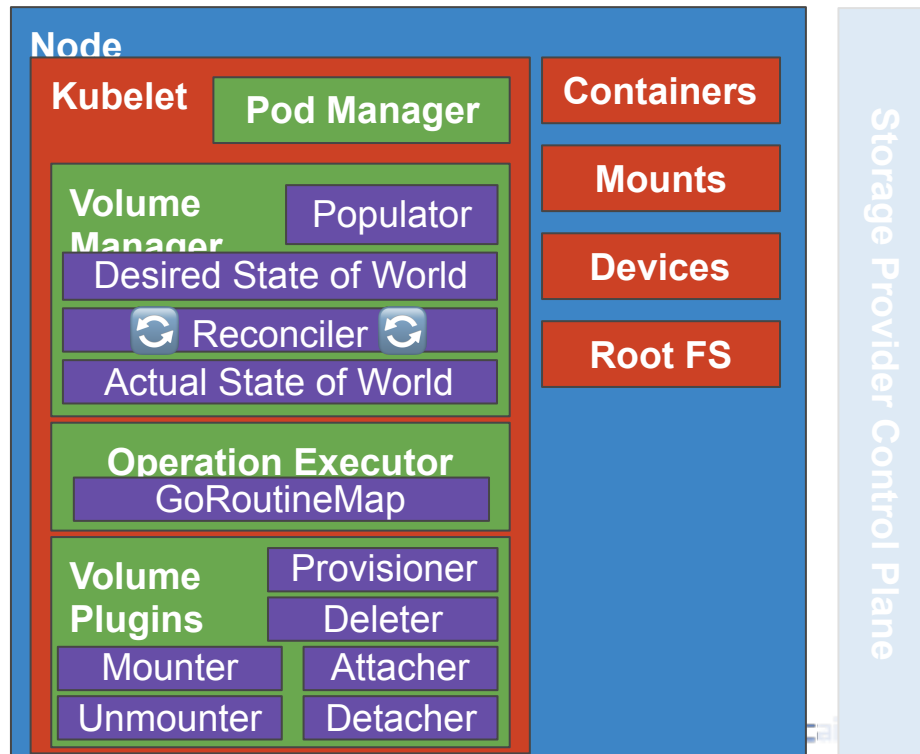 Node
Kubelet
Pod Manager
Volume
Manager
Populator
Desired State of World
Reconciler
Actual State of World
Operation Executor
GoRoutineMap
Volume
Plugins
Provisioner
Deleter
Mounter
Attacher
Unmounter
Detacher
Containers
Mounts
Devices
Root FS
Storage Provider Control Plane